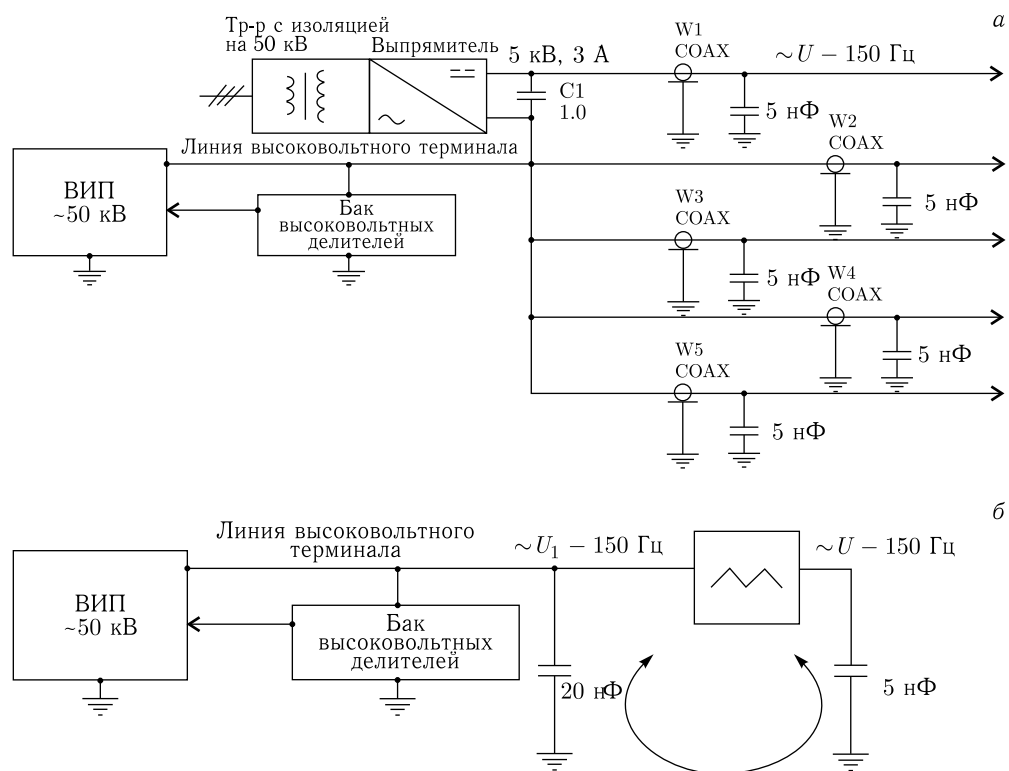 а
Тр-р с изоляцией
на 50 кВ
Выпрямитель
5 кВ, 3 А
C1
1.0
W1
COAX
~U − 150 Гц
5 нФ
Линия высоковольтного терминала
W2
COAX
5 нФ
ВИП
~50 кВ
Бак
высоковольтных
делителей
W3
COAX
5 нФ
W4
COAX
5 нФ
W5
COAX
5 нФ
б
Линия высоковольтного
терминала
~U₁ − 150 Гц
~U − 150 Гц
ВИП
~50 кВ
Бак
высоковольтных
делителей
20 нФ
5 нФ